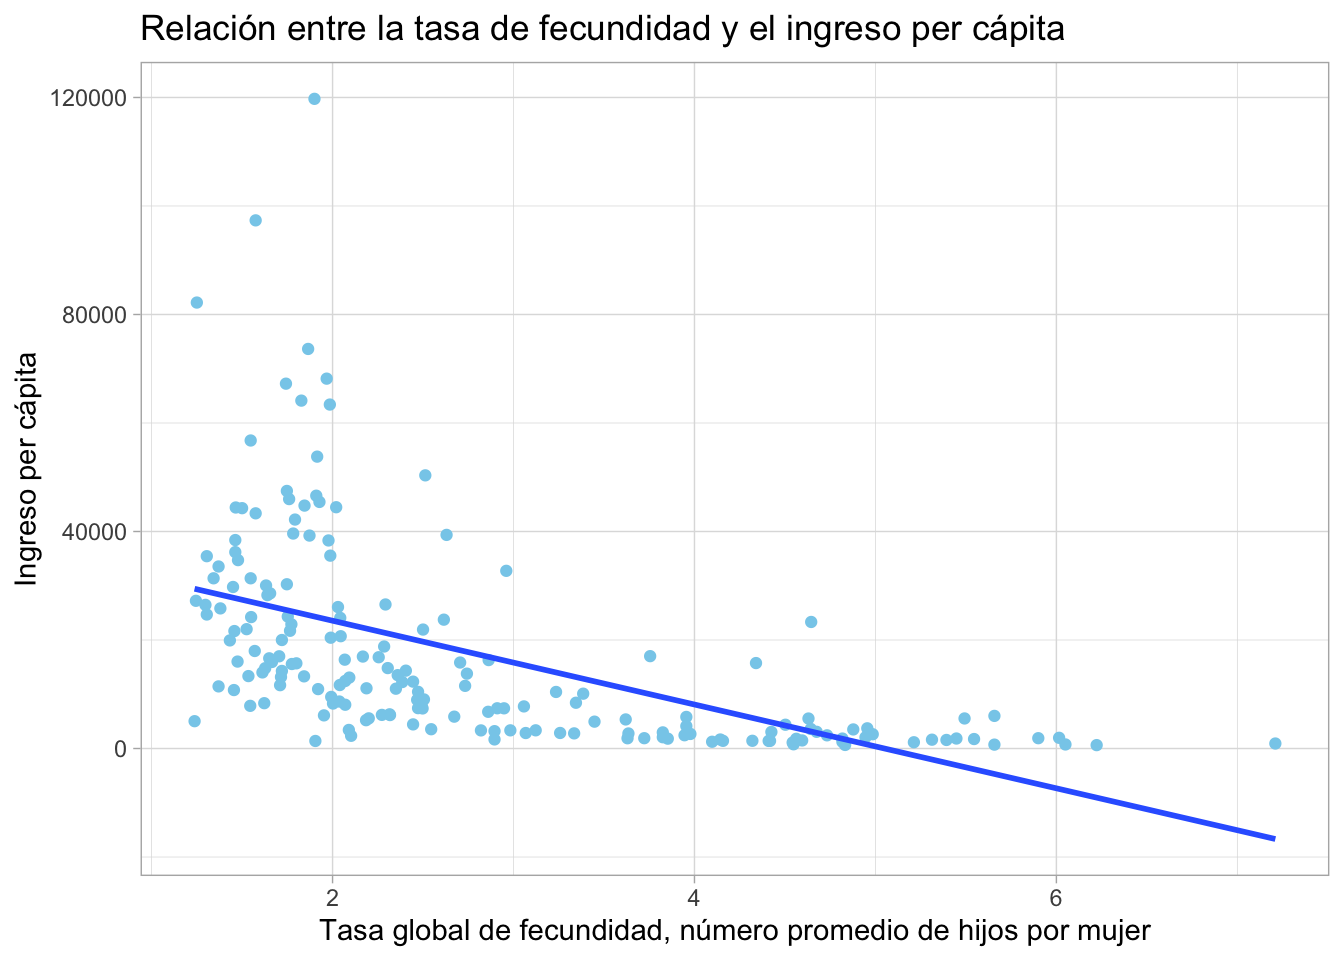 Relación entre la tasa de fecundidad y el ingreso per cápita
120000
80000
40000
0
Ingreso per cápita
2 4 6
Tasa global de fecundidad, número promedio de hijos por mujer